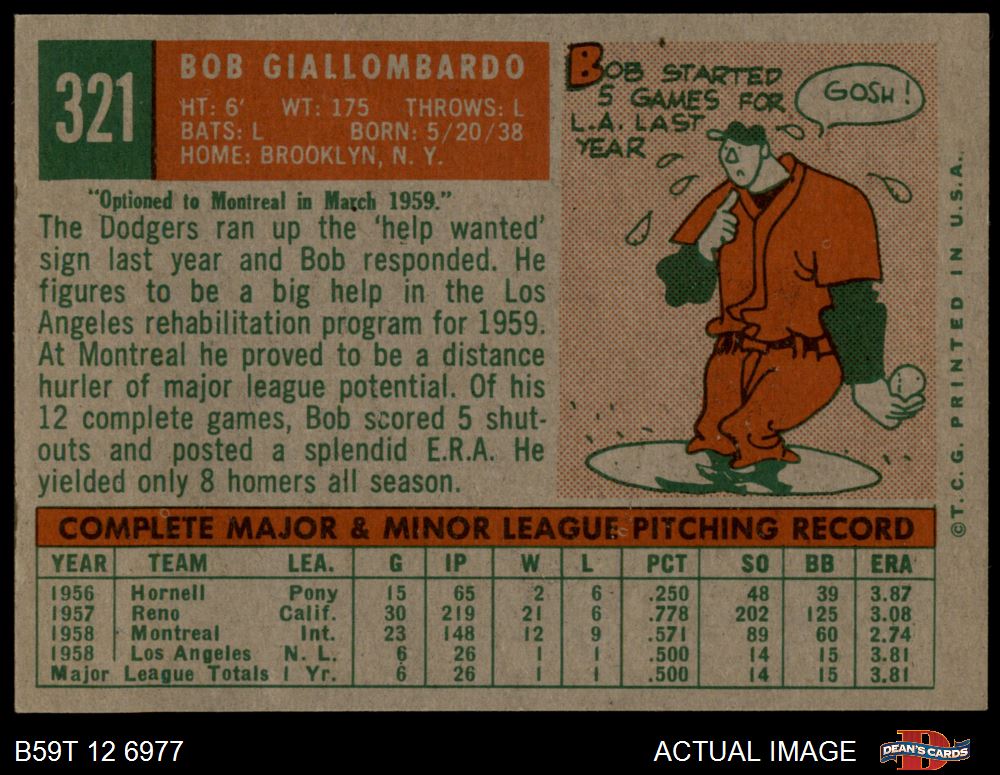 321
BOB GIALLOMBARDO
HT: 6' WT: 175 THROWS: L
BATS: L BORN: 5/20/38
HOME: BROOKLYN, N. Y.
"Optioned to Montreal in March 1959."
The Dodgers ran up the 'help wanted'
sign last year and Bob responded. He
figures to be a big help in the Los
Angeles rehabilitation program for 1959.
At Montreal he proved to be a distance
hurler of major league potential. Of his
12 complete games, Bob scored 5 shut-
outs and posted a splendid E.R.A. He
yielded only 8 homers all season.
BOB STARTED
5 GAMES FOR
L.A. LAST
YEAR
GOSH!
©T.C.G. PRINTED IN U.S.A.
COMPLETE MAJOR & MINOR LEAGUE PITCHING RECORD
YEAR TEAM LEA. G IP W L PCT SO BB ERA
1956 Hornell Pony 15 65 2 6 .250 48 39 3.87
1957 Reno Calif. 30 219 21 6 .778 202 125 3.08
1958 Montreal Int. 23 148 12 9 .571 89 60 2.74
1958 Los Angeles N. L. 6 26 1 1 .500 14 15 3.81
Major League Totals 1 Yr. 6 26 1 1 .500 14 15 3.81
B59T 12 6977
ACTUAL IMAGE
D
DEAN'S CARDS